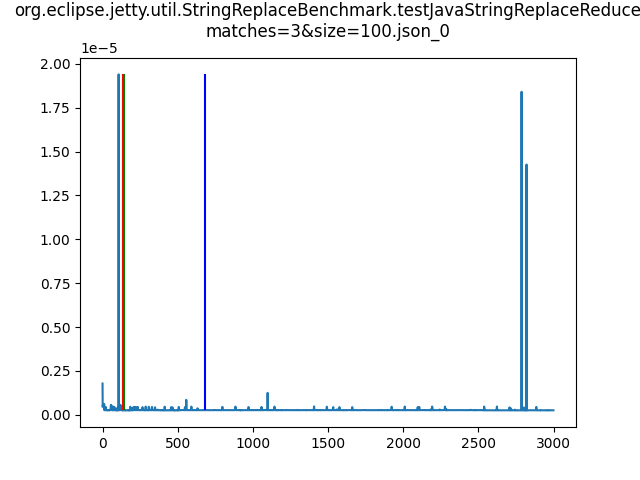 org.eclipse.jetty.util.StringReplaceBenchmark.testJavaStringReplaceReduce
matches=3&size=100.json_0
1e−5
2.00
1.75
1.50
1.25
1.00
0.75
0.50
0.25
0.00
0 500 1000 1500 2000 2500 3000